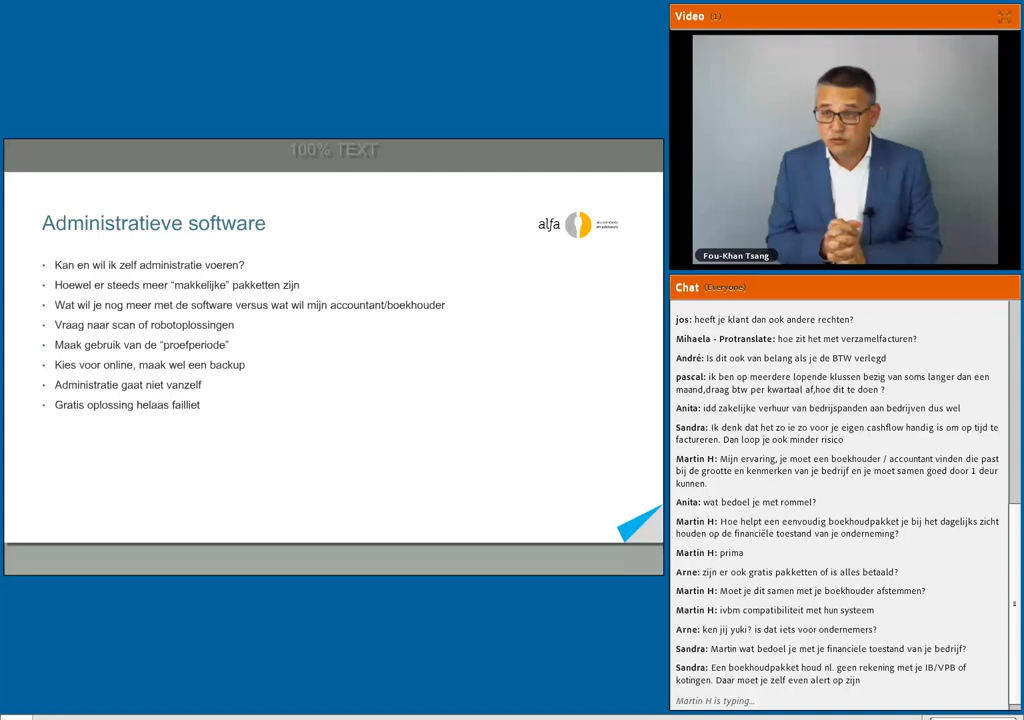 Video (1)
100% TEXT
Administratieve software
alfa
Kan en wil ik zelf administratie voeren?
Hoewel er steeds meer “makkelijke” pakketten zijn
Wat wil je nog meer met de software versus wat wil mijn accountant/boekhouder
Vraag naar scan of robotoplossingen
Maak gebruik van de “proefperiode”
Kies voor online, maak wel een backup
Administratie gaat niet vanzelf
Gratis oplossing helaas failliet
Fou-Khan Tsang
Chat (Everyone)
jos: heeft je klant dan ook andere rechten?
Mihaela - Protranslate: hoe zit het met verzamelfacturen?
André: Is dit ook van belang als je de BTW verlegd
pascal: ik ben op meerdere lopende klussen bezig van soms langer dan een
maand,draag btw per kwartaal af,hoe dit te doen ?
Anita: idd zakelijke verhuur van bedrijspanden aan bedrijven dus wel
Sandra: Ik denk dat het zo ie zo voor je eigen cashflow handig is om op tijd te
factureren. Dan loop je ook minder risico
Martin H: Mijn ervaring, je moet een boekhouder / accountant vinden die past
bij de grootte en kenmerken van je bedrijf en je moet samen goed door 1 deur
kunnen.
Anita: wat bedoel je met rommel?
Martin H: Hoe helpt een eenvoudig boekhoudpakket je bij het dagelijks zicht
houden op de financiële toestand van je onderneming?
Martin H: prima
Arne: zijn er ook gratis pakketten of is alles betaald?
Martin H: Moet je dit samen met je boekhouder afstemmen?
Martin H: ivbm compatibiliteit met hun systeem
Arne: ken jij yuki? is dat iets voor ondernemers?
Sandra: Martin wat bedoel je met je financiele toestand van je bedrijf?
Sandra: Een boekhoudpakket houd nl. geen rekening met je IB/VPB of
kotingen. Daar moet je zelf even alert op zijn
Martin H is typing...